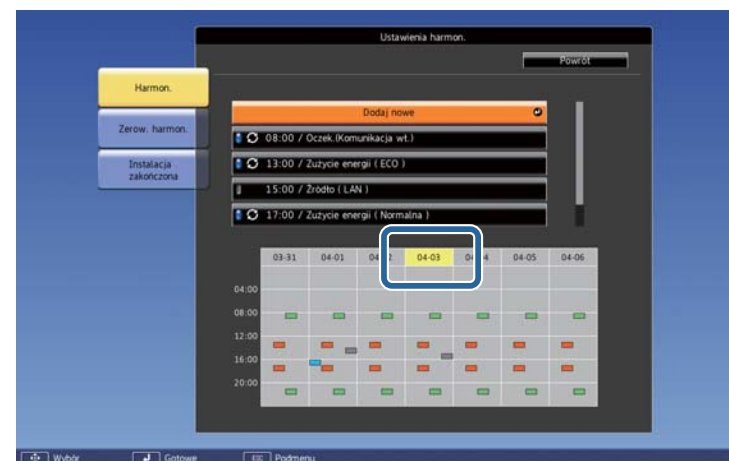 Ustawienia harmon.
Powrót
Harmon.
Zerow. harmon.
Instalacja
zakończona
Dodaj nowe
08:00 / Oczek.(Komunikacja wł.)
13:00 / Zużycie energii ( ECO )
15:00 / Źródło ( LAN )
17:00 / Zużycie energii ( Normalna )
03-31 04-01 04-03 04-05 04-06
04:00
08:00
12:00
16:00
20:00
Wybór Gotowe Esc Podmenu